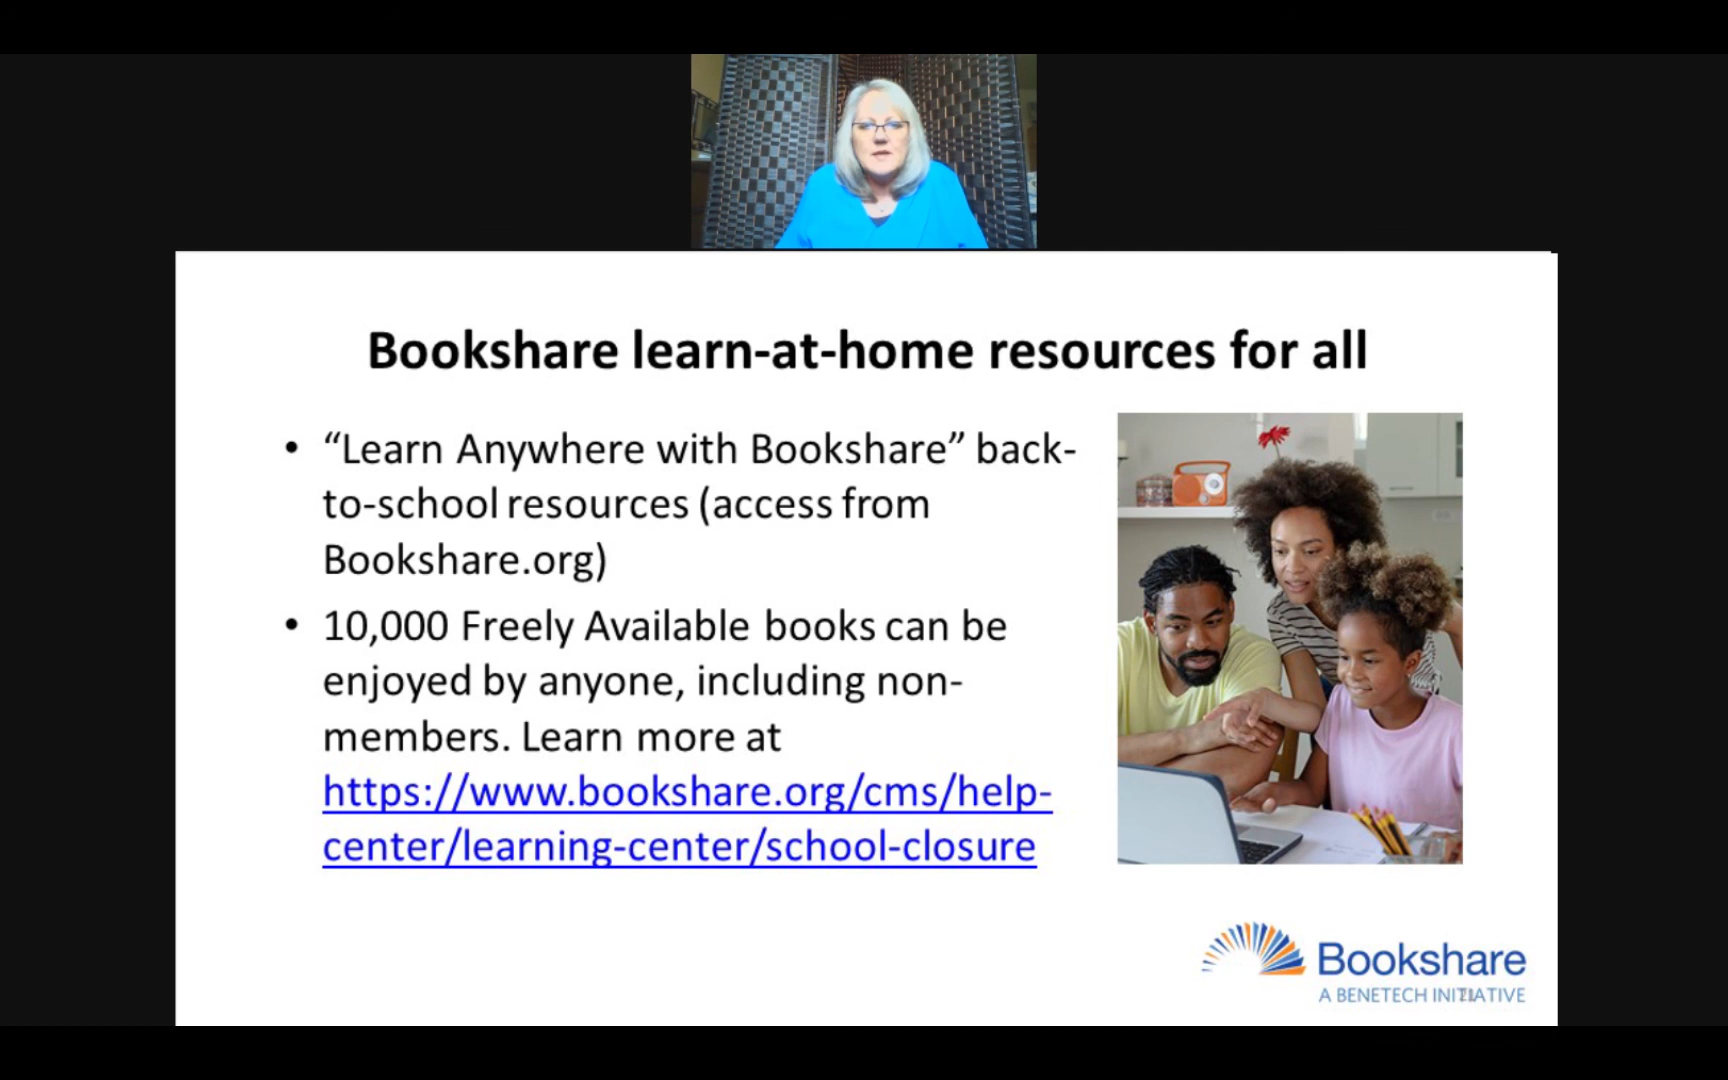 Bookshare learn-at-home resources for all
• “Learn Anywhere with Bookshare” back-
to-school resources (access from
Bookshare.org)
• 10,000 Freely Available books can be
enjoyed by anyone, including non-
members. Learn more at
https://www.bookshare.org/cms/help-
center/learning-center/school-closure
Bookshare
A BENETECH INITIATIVE